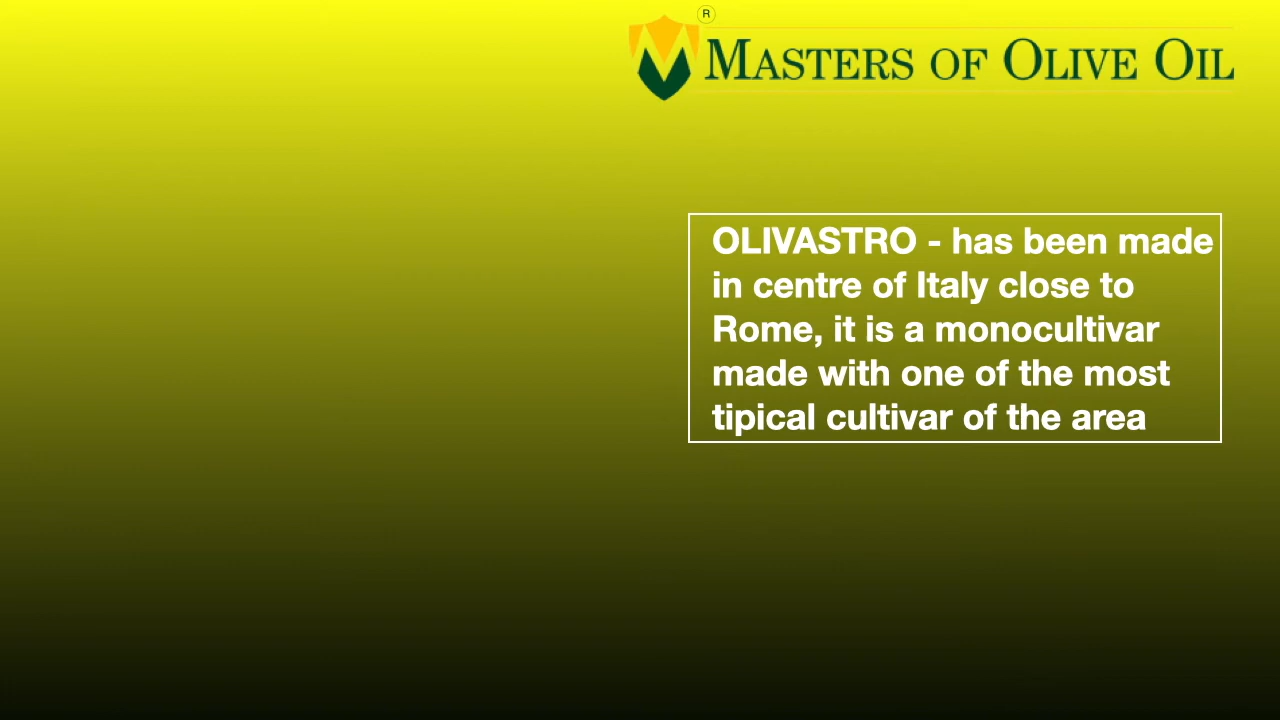 ®
MASTERS OF OLIVE OIL
OLIVASTRO - has been made
in centre of Italy close to
Rome, it is a monocultivar
made with one of the most
tipical cultivar of the area